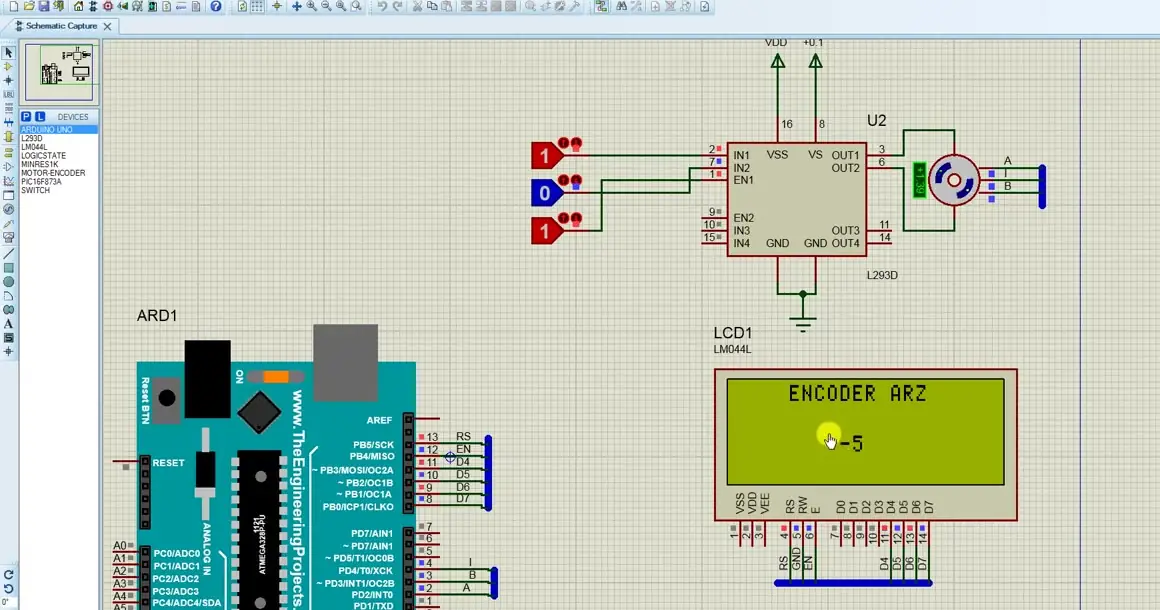 Schematic Capture
P L DEVICES
ARDUINO UNO
L293D
LM044L
LOGICSTATE
MINRES1K
MOTOR-ENCODER
PIC16F873A
SWITCH
VDD +0.1
16 8
U2
1
0
1
2 IN1 VSS VS OUT1 3
7 IN2 OUT2 6
1 EN1
9 EN2
10 IN3 OUT3 11
15 IN4 GND GND OUT4 14
L293D
A
I
B
ARD1
Reset BTN
ON
www.TheEngineeringProjects.
RESET
ANALOG IN
1121
ATMEGA328P-PU
AREF
PB5/SCK 13 RS
PB4/MISO 12 EN
~ PB3/MOSI/OC2A 11 D4
~ PB2/OC1B 10 D5
~ PB1/OC1A 9 D6
PB0/ICP1/CLKO 8 D7
PD7/AIN1 7
~ PD7/AIN1 6
~ PD5/T1/OC0B 5
PD4/T0/XCK 4 I
~ PD3/INT1/OC2B 3 B
PD2/INT0 2 A
PD1/TXD 1
A0 PC0/ADC0
A1 PC1/ADC1
A2 PC2/ADC2
A3 PC3/ADC3
A4 PC4/ADC4/SDA
A5
LCD1
LM044L
ENCODER ARZ
-5
VSS VDD VEE RS RW E D0 D1 D2 D3 D4 D5 D6 D7
1 2 3 4 5 6 7 8 9 10 11 12 13 14
RS GND EN D4 D5 D6 D7